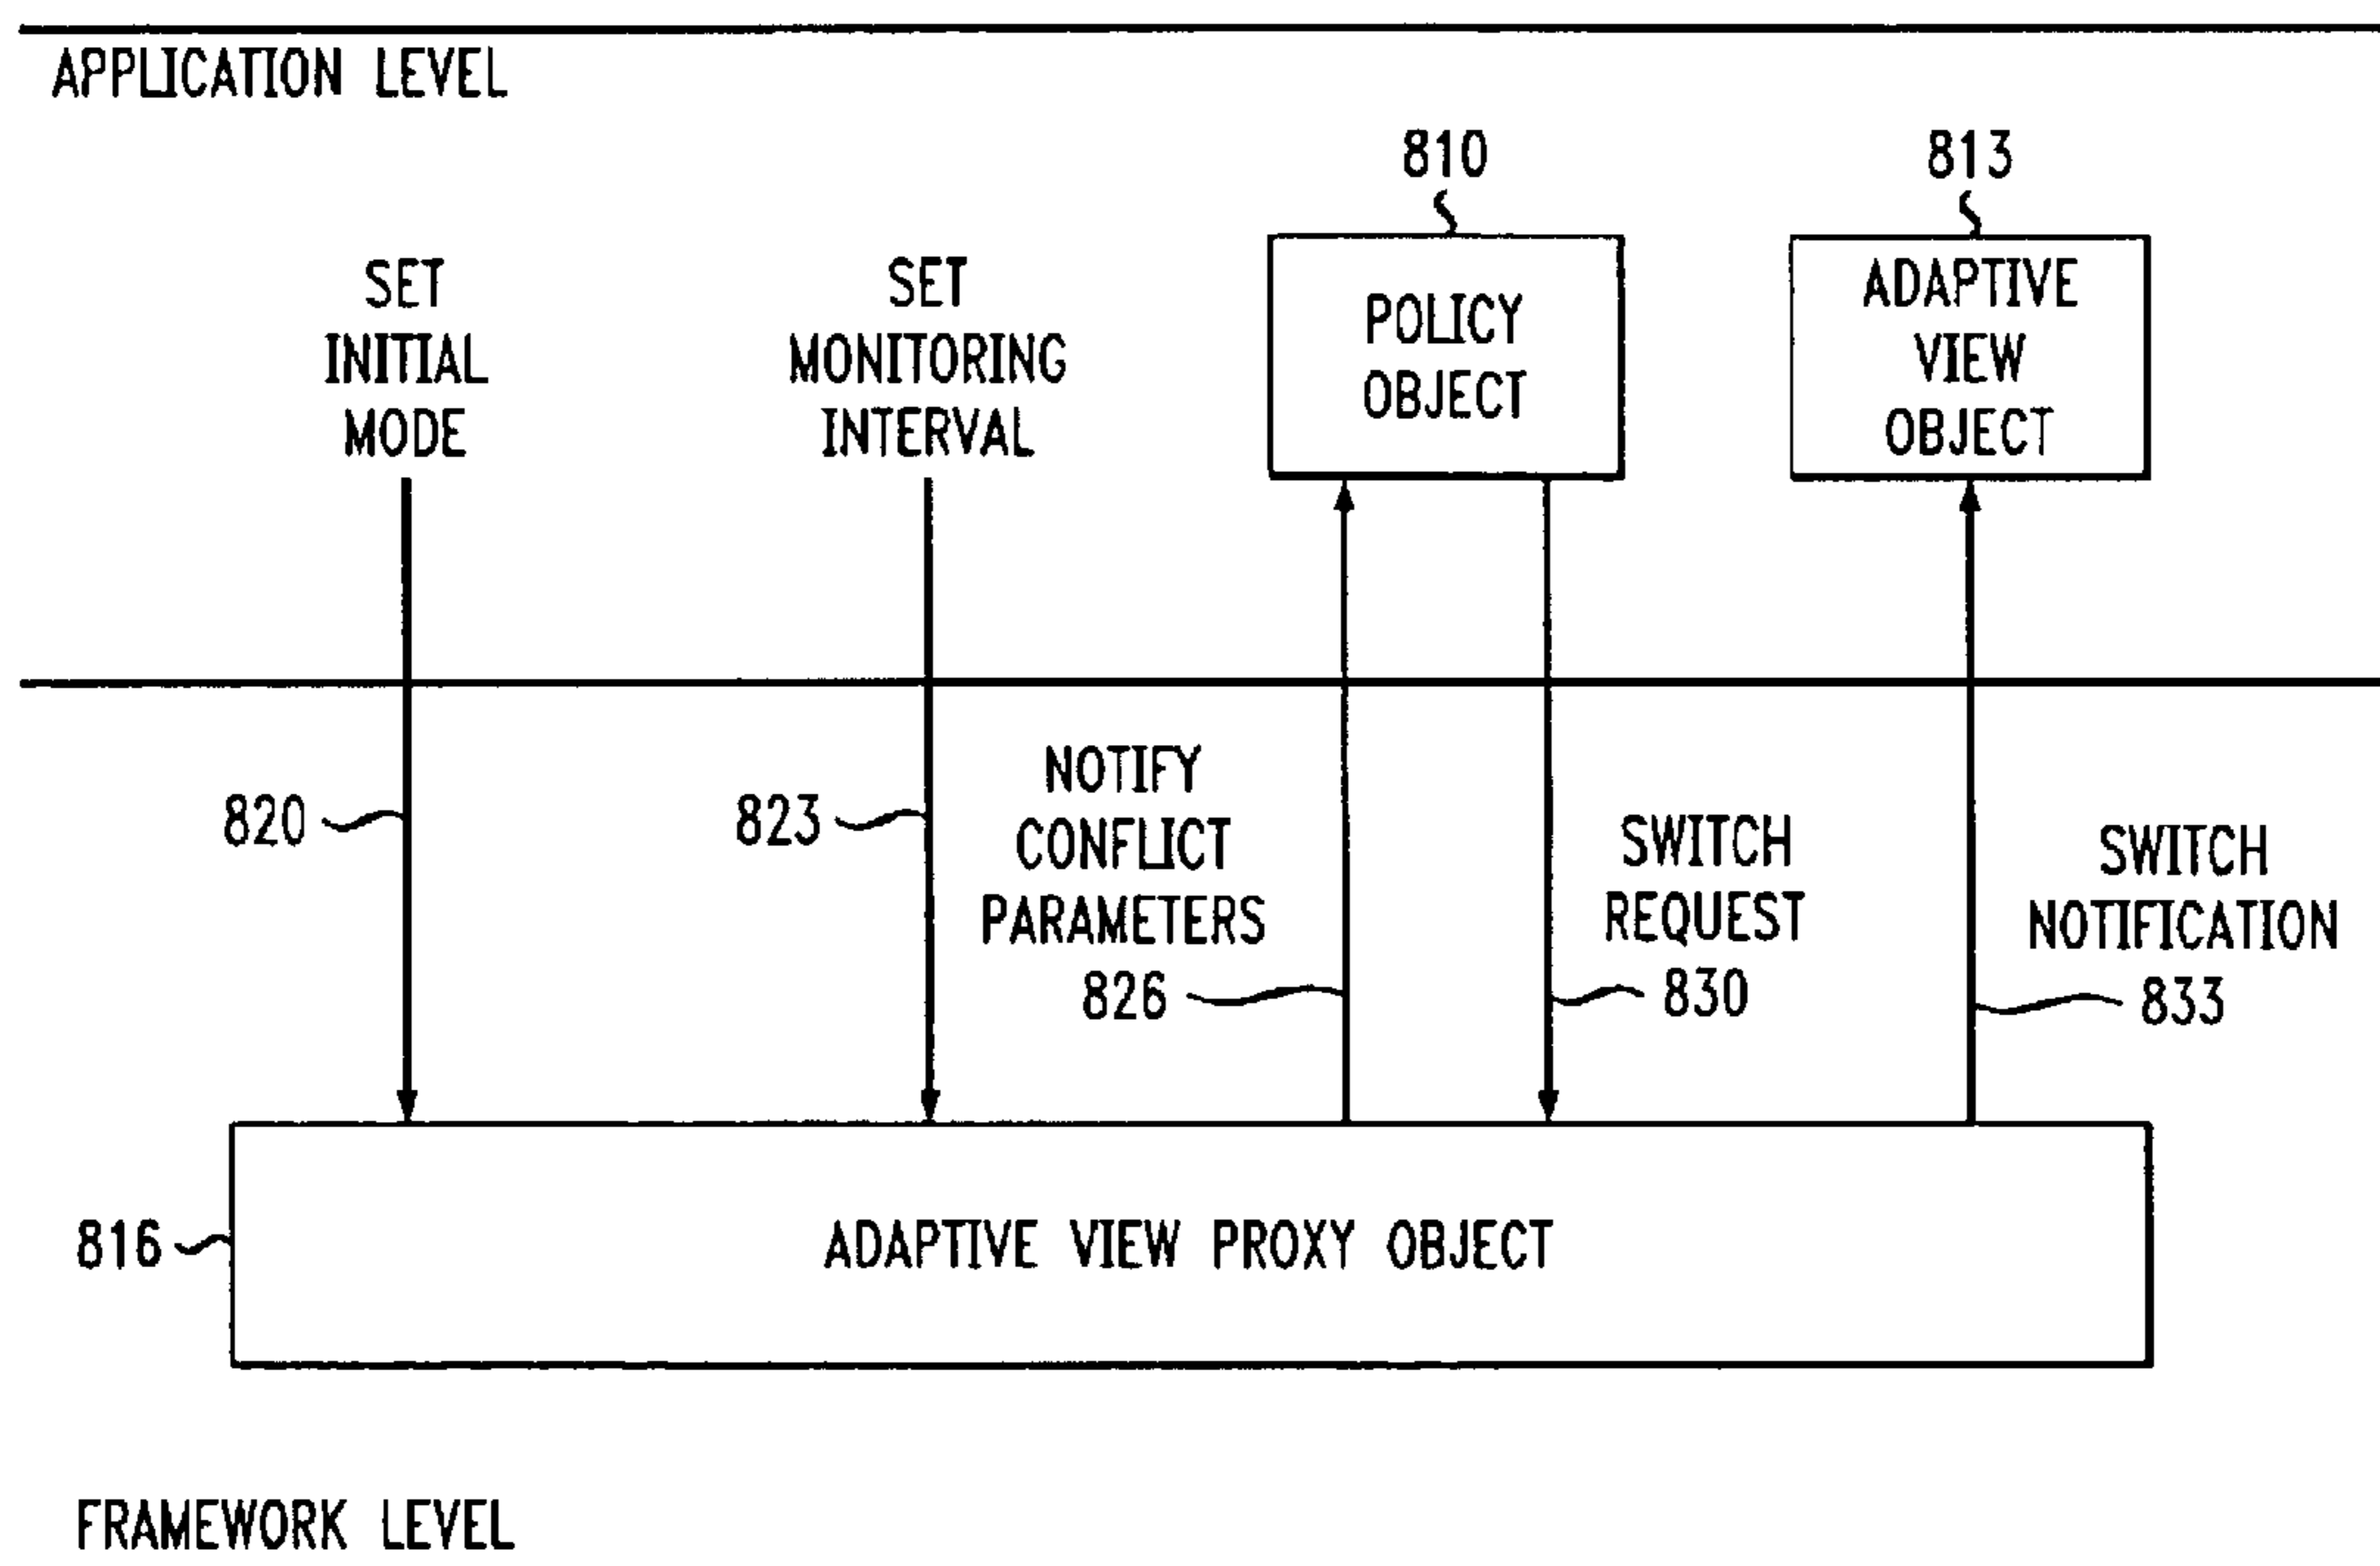 APPLICATION LEVEL
810
813
SET
INITIAL
MODE
SET
MONITORING
INTERVAL
POLICY
OBJECT
ADAPTIVE
VIEW
OBJECT
820
823
NOTIFY
CONFLICT
PARAMETERS
826
SWITCH
REQUEST
830
SWITCH
NOTIFICATION
833
816
ADAPTIVE VIEW PROXY OBJECT
FRAMEWORK LEVEL